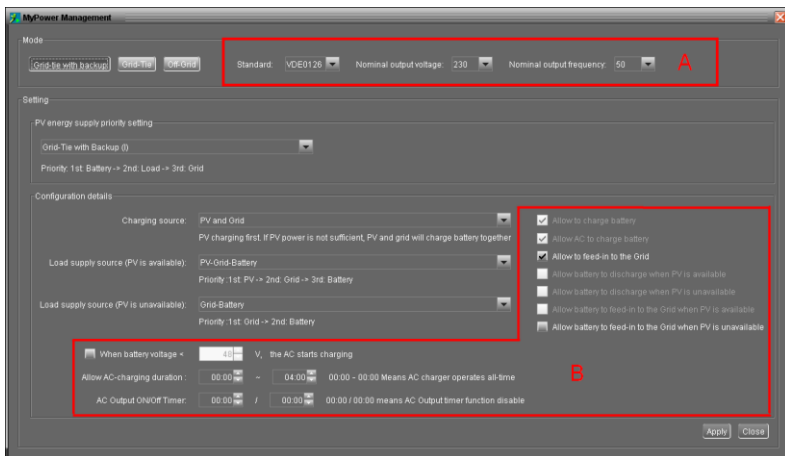 MyPower Management
Mode
Grid-tie with backup Grid-Tie Off-Grid Standard: VDE0126 Nominal output voltage: 230 Nominal output frequency: 50 A
Setting
PV energy supply priority setting
Grid-Tie with Backup (I)
Priority: 1st: Battery -> 2nd: Load -> 3rd: Grid
Configuration details
Charging source: PV and Grid
PV charging first. If PV power is not sufficient, PV and grid will charge battery together
Load supply source (PV is available): PV-Grid-Battery
Priority :1st: PV -> 2nd: Grid -> 3rd: Battery
Load supply source (PV is unavailable): Grid-Battery
Priority :1st: Grid -> 2nd: Battery
Allow to charge battery
Allow AC to charge battery
Allow to feed-in to the Grid
Allow battery to discharge when PV is available
Allow battery to discharge when PV is unavailable
Allow battery to feed-in to the Grid when PV is available
Allow battery to feed-in to the Grid when PV is unavailable
When battery voltage < 48 V, the AC starts charging
Allow AC-charging duration : 00:00 ~ 04:00 00:00 - 00:00 Means AC charger operates all-time
AC Output ON/Off Timer: 00:00 / 00:00 00:00 / 00:00 means AC Output timer function disable
B
Apply Close